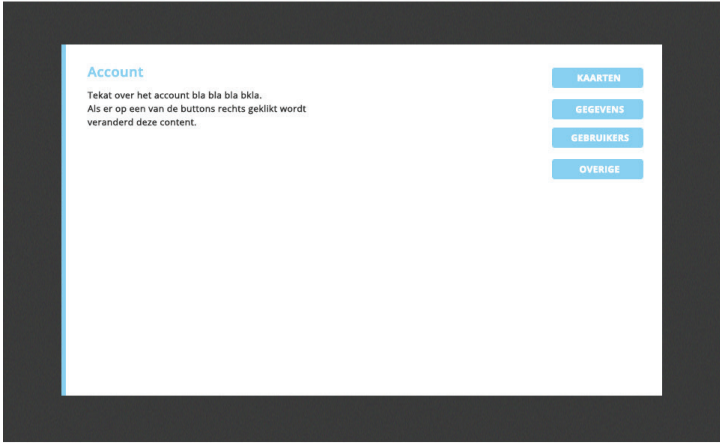 Account
Tekat over het account bla bla bla bkla.
Als er op een van de buttons rechts geklikt wordt
veranderd deze content.
KAARTEN
GEGEVENS
GEBRUIKERS
OVERIGE